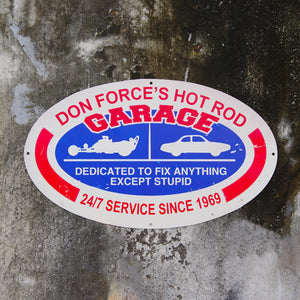 DON FORCE'S HOT ROD
GARAGE
DEDICATED TO FIX ANYTHING
EXCEPT STUPID
24/7 SERVICE SINCE 1969